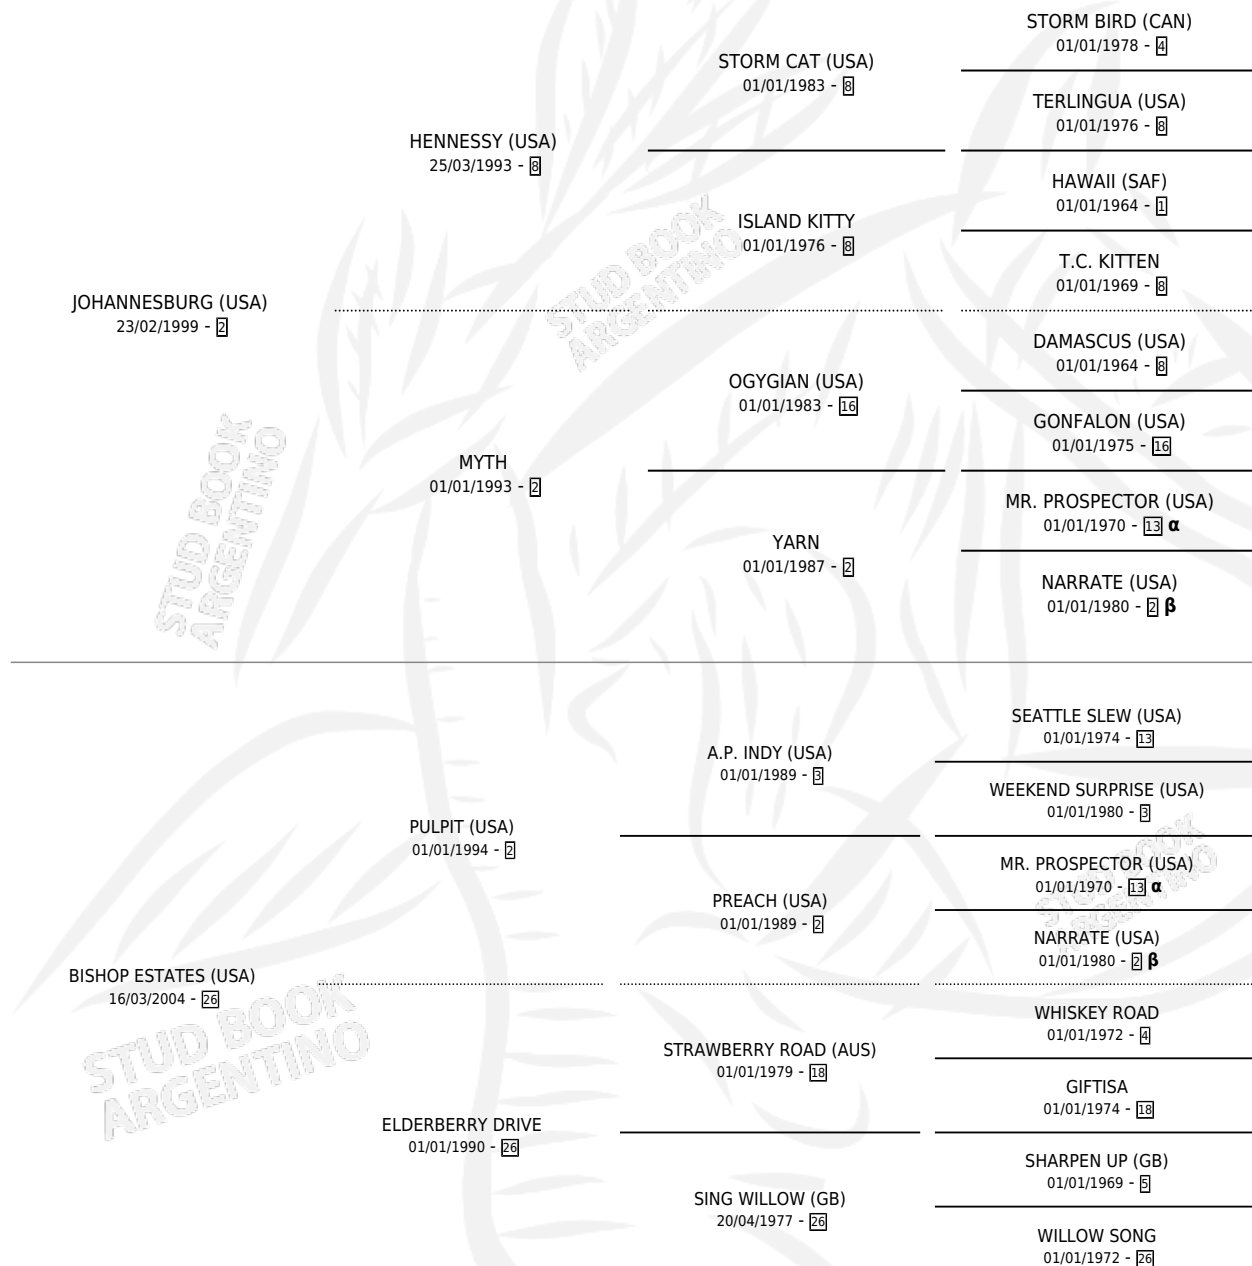 STORM BIRD (CAN)
01/01/1978 - 4
STORM CAT (USA)
01/01/1983 - 8
TERLINGUA (USA)
01/01/1976 - 8
HENNESSY (USA)
25/03/1993 - 8
HAWAII (SAF)
01/01/1964 - 1
ISLAND KITTY
01/01/1976 - 8
T.C. KITTEN
01/01/1969 - 8
JOHANNESBURG (USA)
23/02/1999 - 2
DAMASCUS (USA)
01/01/1964 - 8
OGYGIAN (USA)
01/01/1983 - 16
GONFALON (USA)
01/01/1975 - 16
MYTH
01/01/1993 - 2
MR. PROSPECTOR (USA)
01/01/1970 - 13 α
YARN
01/01/1987 - 2
NARRATE (USA)
01/01/1980 - 2 β
SEATTLE SLEW (USA)
01/01/1974 - 13
A.P. INDY (USA)
01/01/1989 - 3
WEEKEND SURPRISE (USA)
01/01/1980 - 3
PULPIT (USA)
01/01/1994 - 2
MR. PROSPECTOR (USA)
01/01/1970 - 13 α
PREACH (USA)
01/01/1989 - 2
NARRATE (USA)
01/01/1980 - 2 β
BISHOP ESTATES (USA)
16/03/2004 - 26
WHISKEY ROAD
01/01/1972 - 4
STRAWBERRY ROAD (AUS)
01/01/1979 - 18
GIFTISA
01/01/1974 - 18
ELDERBERRY DRIVE
01/01/1990 - 26
SHARPEN UP (GB)
01/01/1969 - 5
SING WILLOW (GB)
20/04/1977 - 26
WILLOW SONG
01/01/1972 - 26
STUD BOOK
ARGENTINO
STUD BOOK
ARGENTINO
STUD BOOK
ARGENTINO
STUD BOOK
ARGENTINO